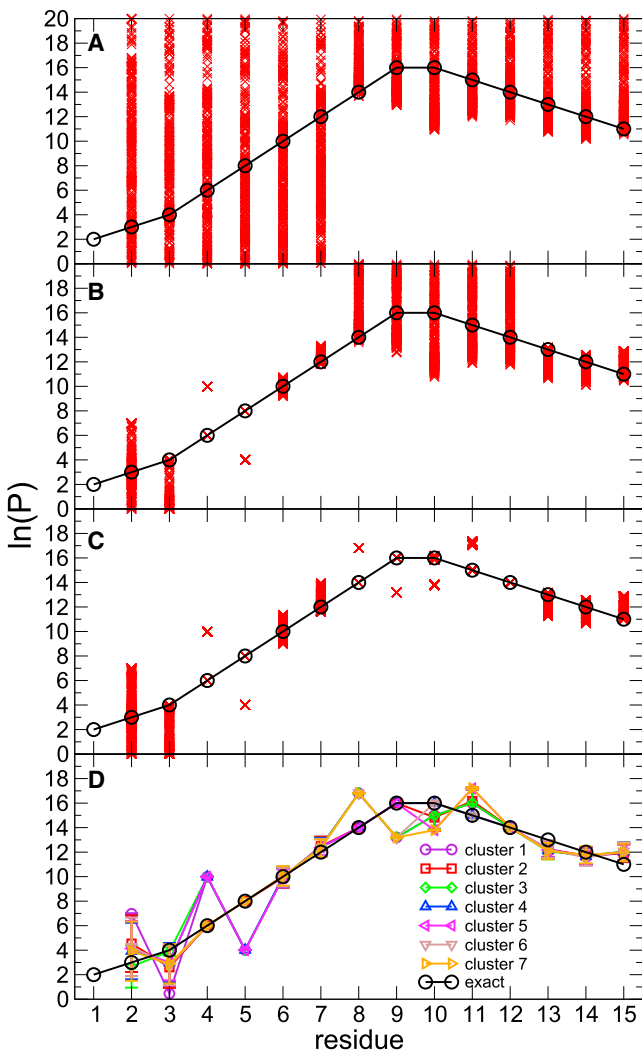 A
20
18
16
14
12
10
8
6
4
2
0
B
18
16
14
12
10
8
6
4
2
0
ln(P)
C
18
16
14
12
10
8
6
4
2
0
D
18
16
14
12
10
8
6
4
2
0
cluster 1
cluster 2
cluster 3
cluster 4
cluster 5
cluster 6
cluster 7
exact
1 2 3 4 5 6 7 8 9 10 11 12 13 14 15
residue